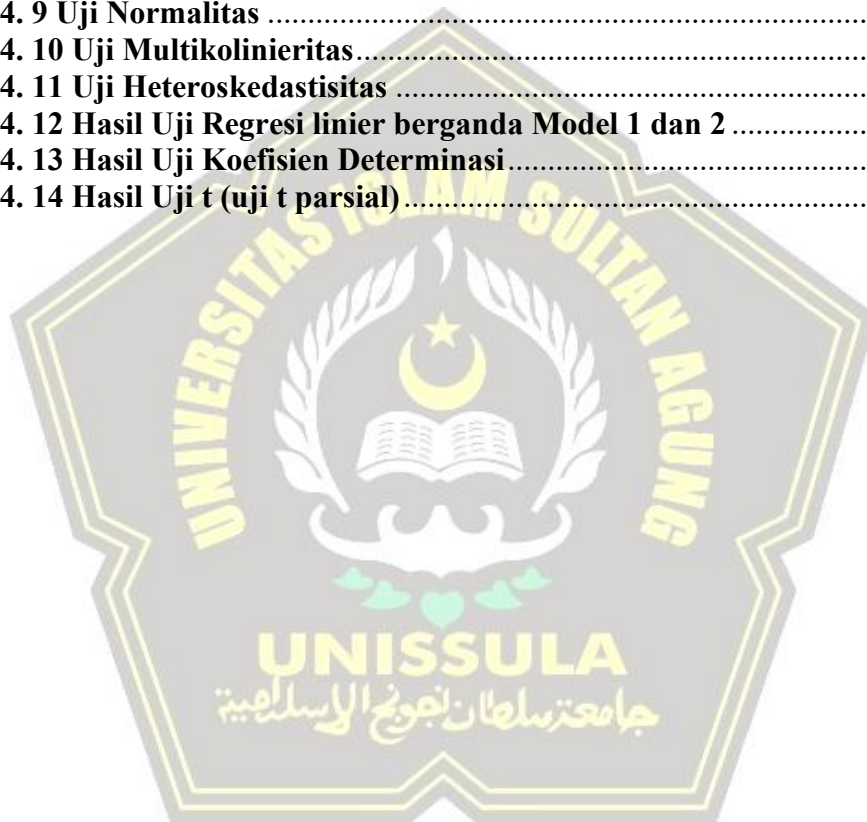 4. 9 Uji Normalitas ........................................................................
4. 10 Uji Multikolinieritas..............................................................
4. 11 Uji Heteroskedastisitas .........................................................
4. 12 Hasil Uji Regresi linier berganda Model 1 dan 2 .................
4. 13 Hasil Uji Koefisien Determinasi............................................
4. 14 Hasil Uji t (uji t parsial)........................................................
UNIVERSITAS ISLAM SULTAN AGUNG
UNISSULA
جامعة سلطان أجونج الإسلامية